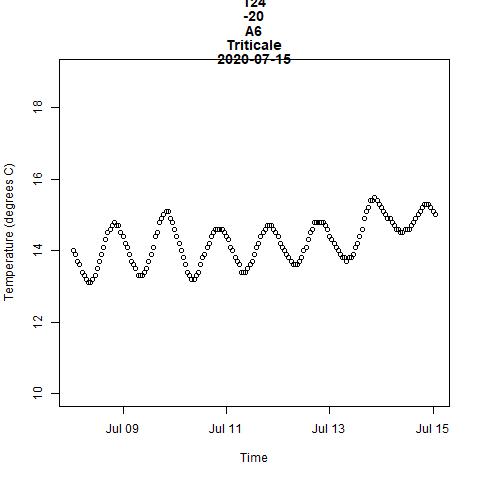 124
-20
A6
Triticale
2020-07-15
Temperature (degrees C)
18
16
14
12
10
Jul 09
Jul 11
Jul 13
Jul 15
Time